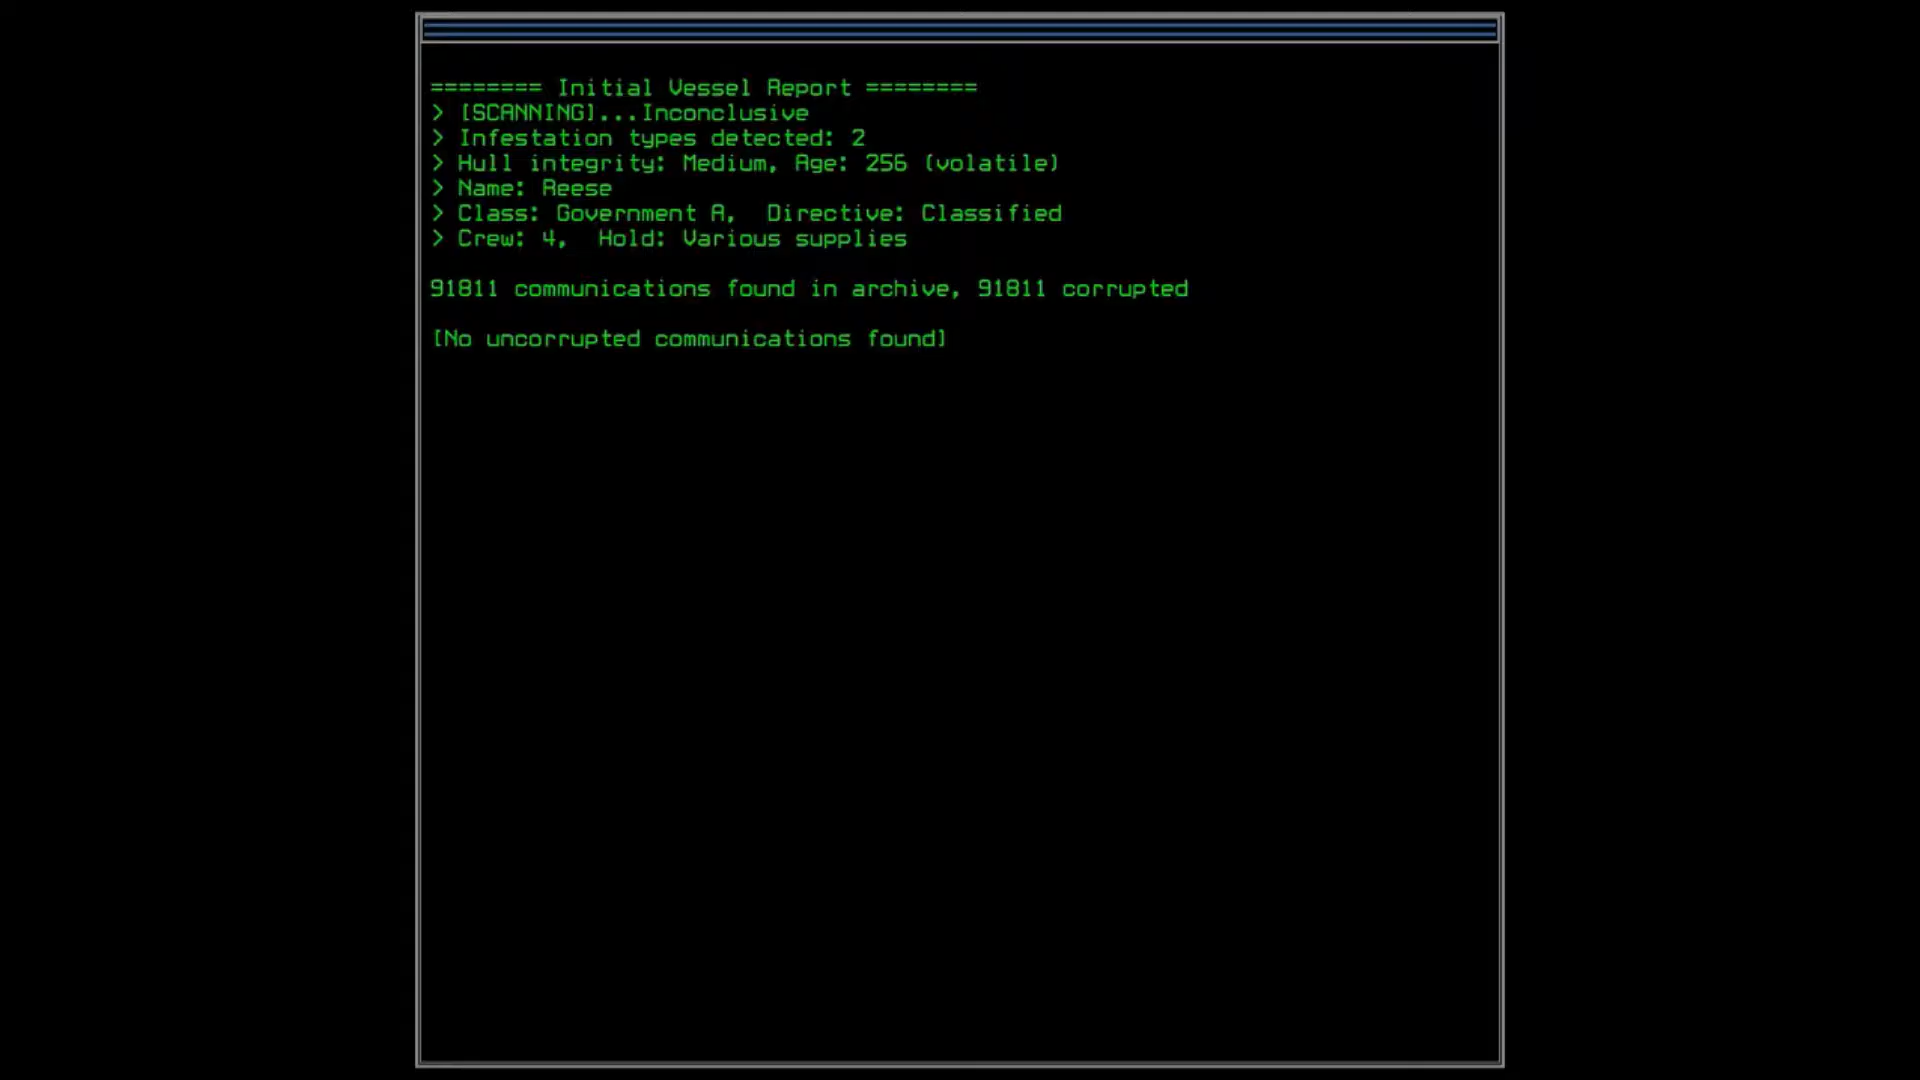 ======== Initial Vessel Report ========
> [SCANNING]...Inconclusive
> Infestation types detected: 2
> Hull integrity: Medium, Age: 256 (volatile)
> Name: Reese
> Class: Government A,  Directive: Classified
> Crew: 4,  Hold: Various supplies
91811 communications found in archive, 91811 corrupted
[No uncorrupted communications found]